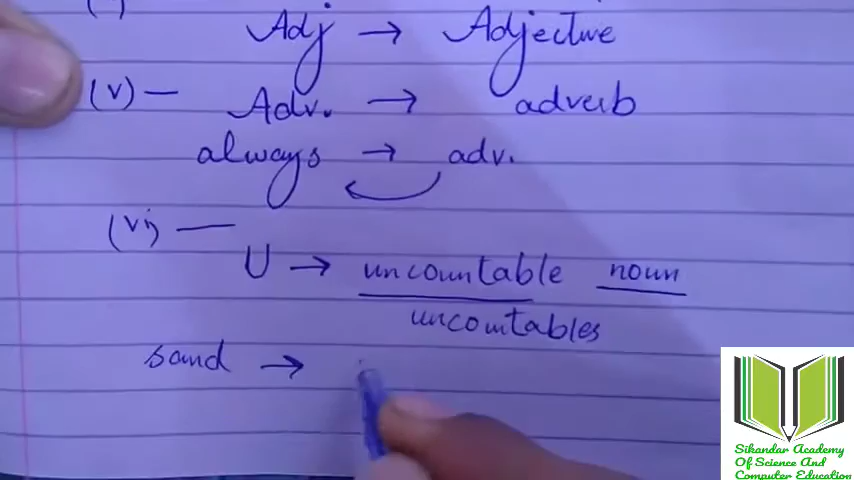 Adj → Adjective
(v) — Adv. → adverb
always → adv.
(vi) —
U → uncountable noun
uncountables
sand →
Sikandar Academy
Of Science And
Computer Education